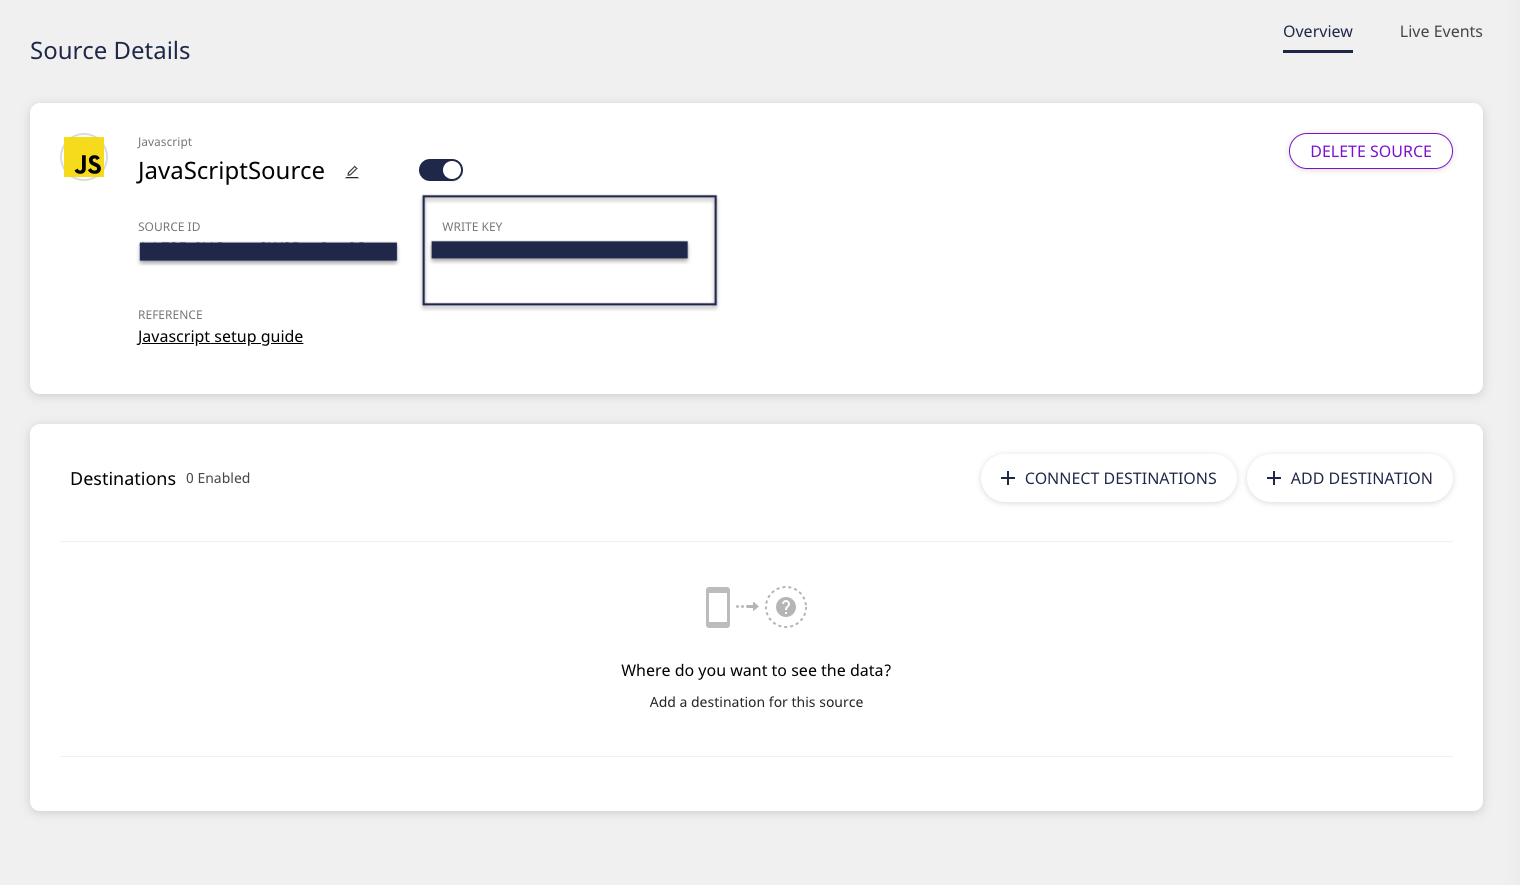 Source Details
Overview
Live Events
JS
Javascript
JavaScriptSource
DELETE SOURCE
SOURCE ID
WRITE KEY
REFERENCE
Javascript setup guide
Destinations 0 Enabled
+ CONNECT DESTINATIONS
+ ADD DESTINATION
?
Where do you want to see the data?
Add a destination for this source